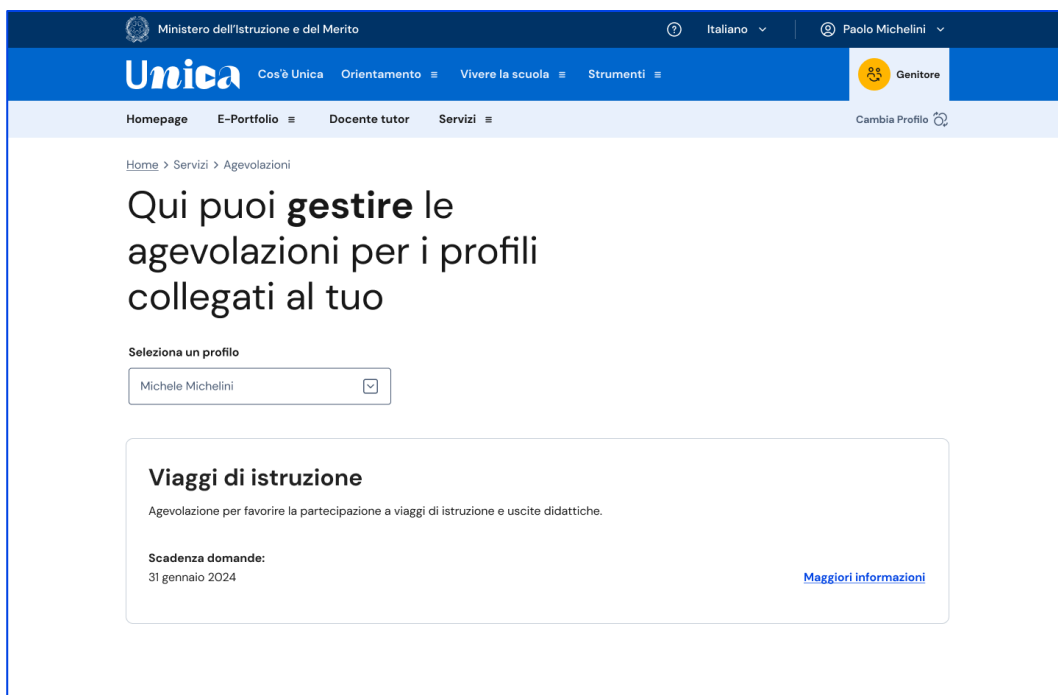 Ministero dell'Istruzione e del Merito
Italiano
Paolo Michelini
Unica
Cos'è Unica Orientamento Vivere la scuola Strumenti
Genitore
Homepage E-Portfolio Docente tutor Servizi
Cambia Profilo
Home > Servizi > Agevolazioni
Qui puoi gestire le
agevolazioni per i profili
collegati al tuo
Seleziona un profilo
Michele Michelini
Viaggi di istruzione
Agevolazione per favorire la partecipazione a viaggi di istruzione e uscite didattiche.
Scadenza domande:
31 gennaio 2024
Maggiori informazioni